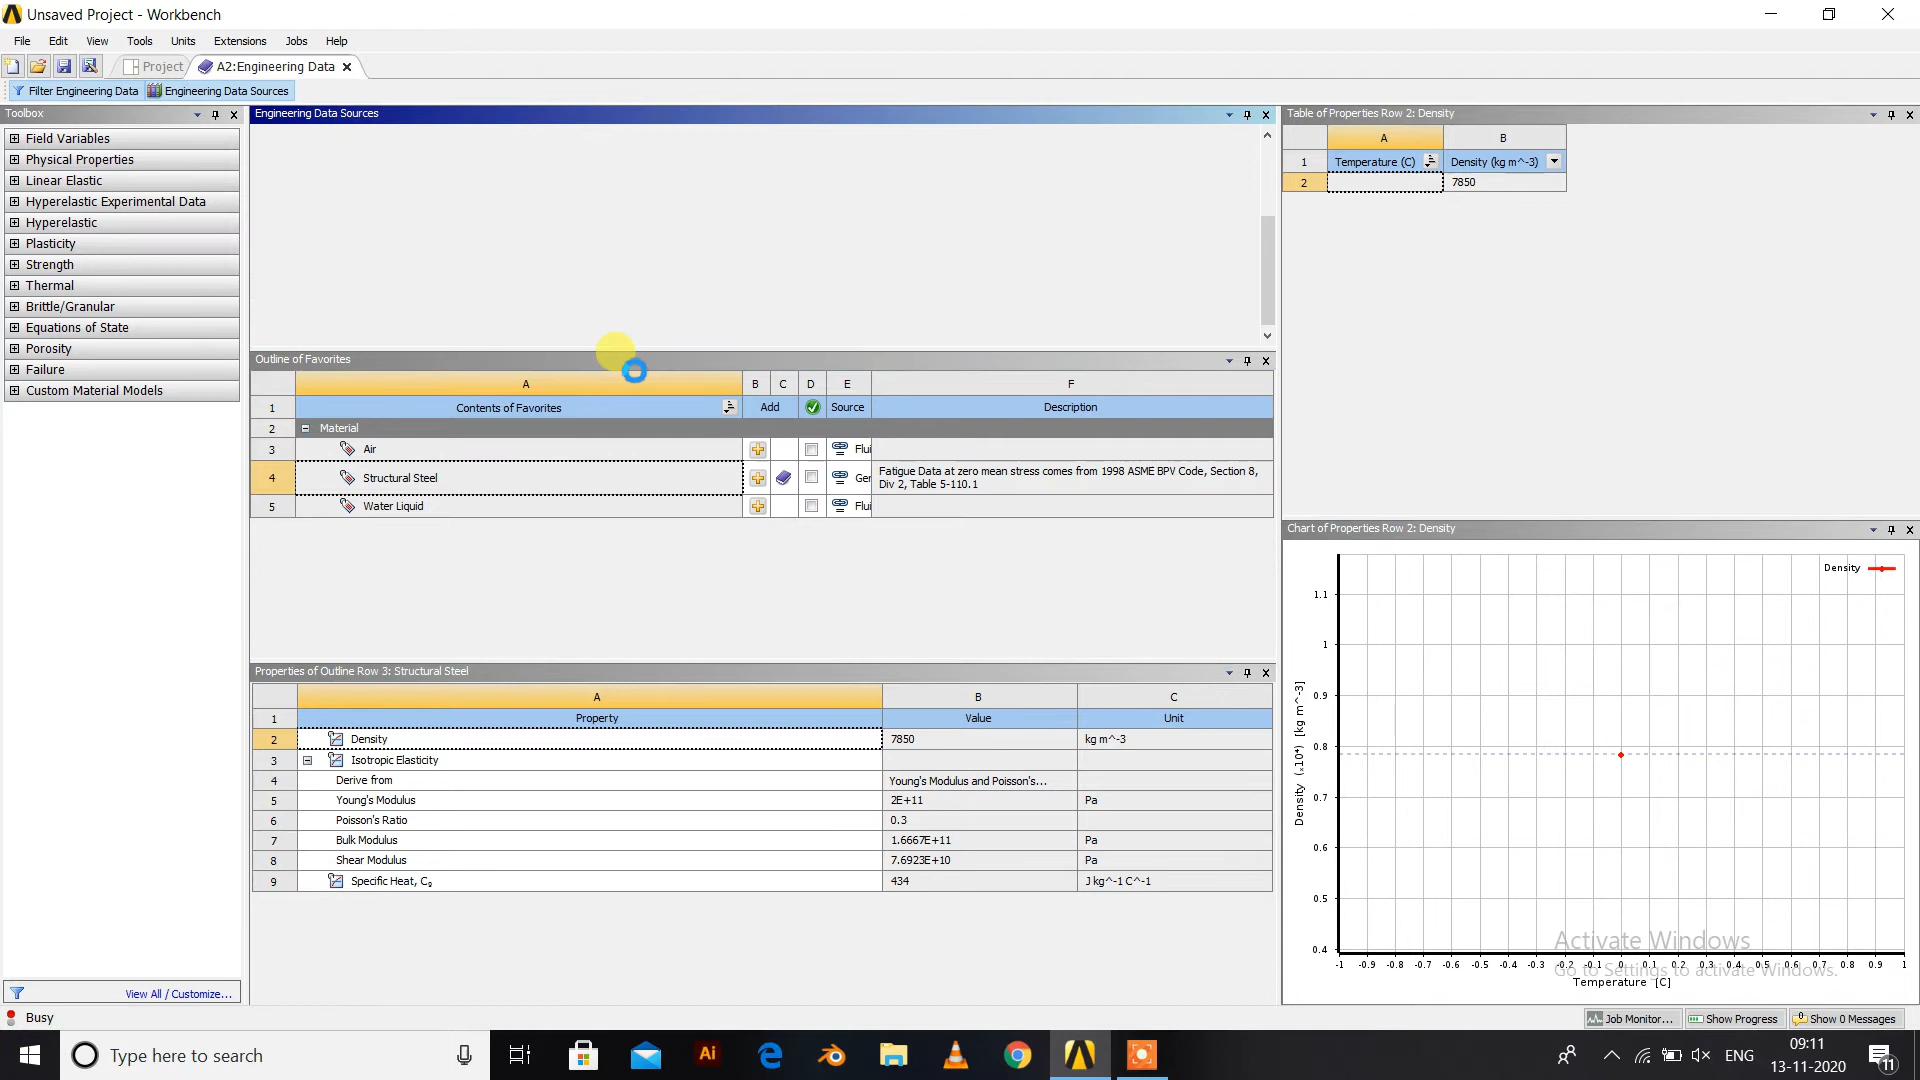 Unsaved Project - Workbench
File Edit View Tools Units Extensions Jobs Help
Project A2:Engineering Data
Filter Engineering Data Engineering Data Sources
Toolbox
Field Variables
Physical Properties
Linear Elastic
Hyperelastic Experimental Data
Hyperelastic
Plasticity
Strength
Thermal
Brittle/Granular
Equations of State
Porosity
Failure
Custom Material Models
View All / Customize...
Engineering Data Sources
Outline of Favorites
A B C D E F
1 Contents of Favorites Add Source Description
2 Material
3 Air Flui
4 Structural Steel Ger Fatigue Data at zero mean stress comes from 1998 ASME BPV Code, Section 8,
Div 2, Table 5-110.1
5 Water Liquid Flui
Properties of Outline Row 3: Structural Steel
A B C
1 Property Value Unit
2 Density 7850 kg m^-3
3 Isotropic Elasticity
4 Derive from Young's Modulus and Poisson's...
5 Young's Modulus 2E+11 Pa
6 Poisson's Ratio 0.3
7 Bulk Modulus 1.6667E+11 Pa
8 Shear Modulus 7.6923E+10 Pa
9 Specific Heat, Cₚ 434 J kg^-1 C^-1
Table of Properties Row 2: Density
A B
1 Temperature (C) Density (kg m^-3)
2 7850
Chart of Properties Row 2: Density
Density
1.1
1
0.9
0.8
0.7
0.6
0.5
0.4
Density (ₓ10⁴) [kg m^-3]
-1 -0.9 -0.8 -0.7 -0.6 -0.5 -0.4 -0.3 -0.2 -0.1 0 0.1 0.2 0.3 0.4 0.5 0.6 0.7 0.8 0.9 1
Temperature [C]
Activate Windows
Go to Settings to activate Windows.
Busy
Job Monitor... Show Progress Show 0 Messages
Type here to search
Ai
ENG
09:11
13-11-2020
11